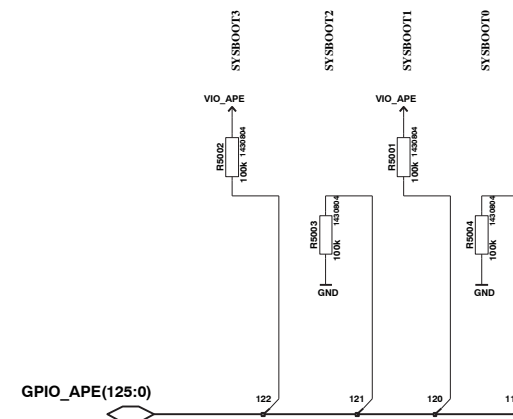 SYSBOOT3
SYSBOOT2
SYSBOOT1
SYSBOOT0
VIO_APE
VIO_APE
R5002
100k
1430804
R5001
100k
1430804
R5003
100k
1430804
R5004
100k
1430804
GND
GND
GPIO_APE(125:0)
122
121
120